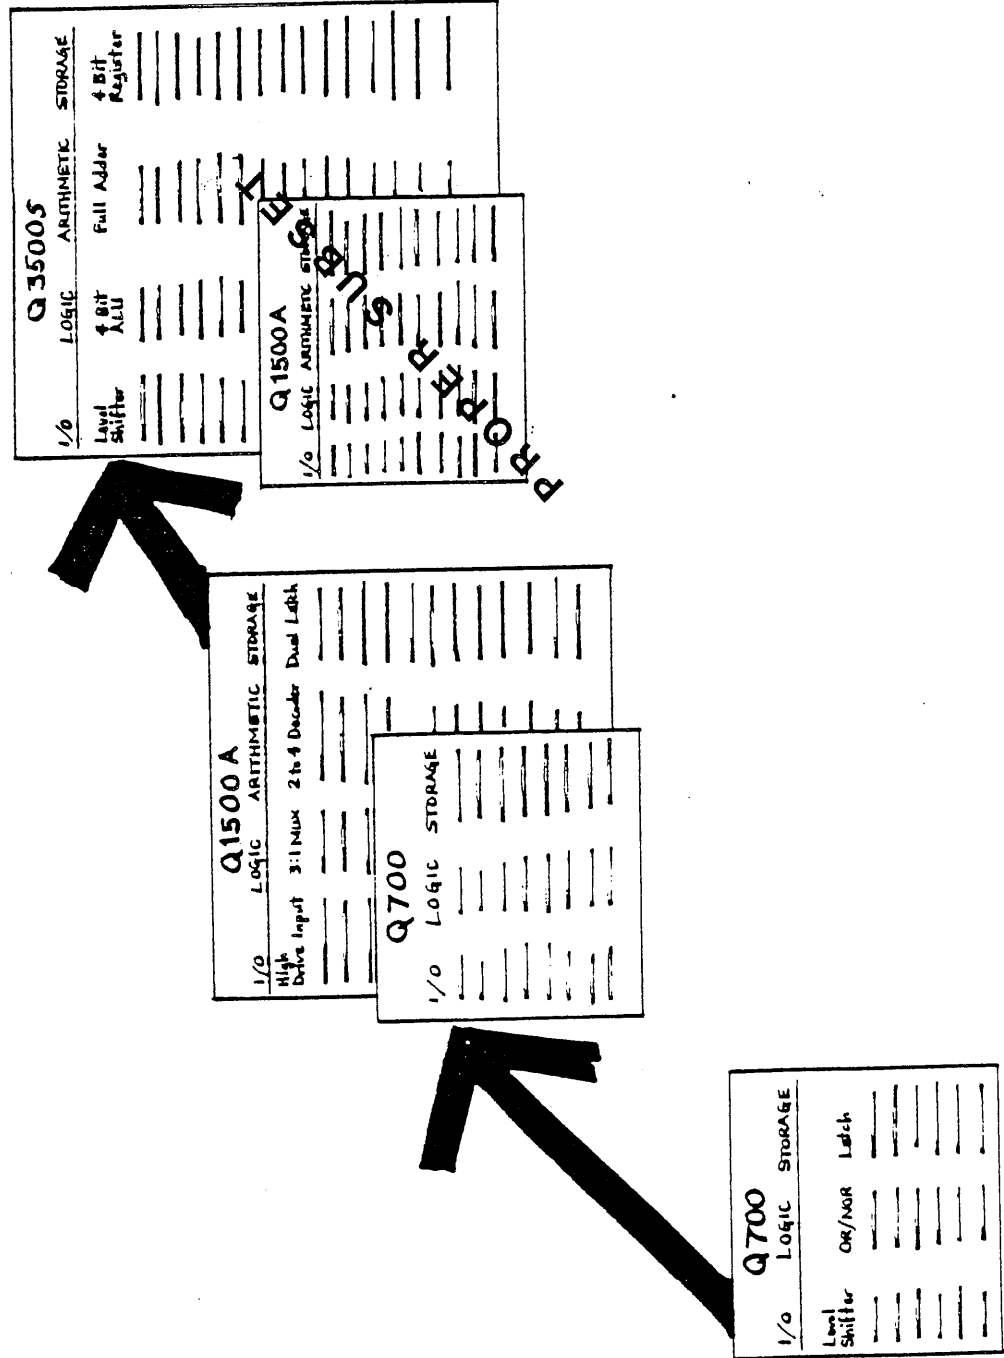 Q3500S
I/O LOGIC ARITHMETIC STORAGE
Level Shifter
4 Bit ALU
Full Adder
4 Bit Register
Q1500A
I/O LOGIC ARITHMETIC STORAGE
PROPER SUBSET
Q1500A
I/O LOGIC ARITHMETIC STORAGE
High Drive Input
3:1 MUX
2 to 4 Decoder
Dual Latch
Q700
I/O LOGIC STORAGE
Q700
I/O LOGIC STORAGE
Level Shifter
OR/NOR
Latch